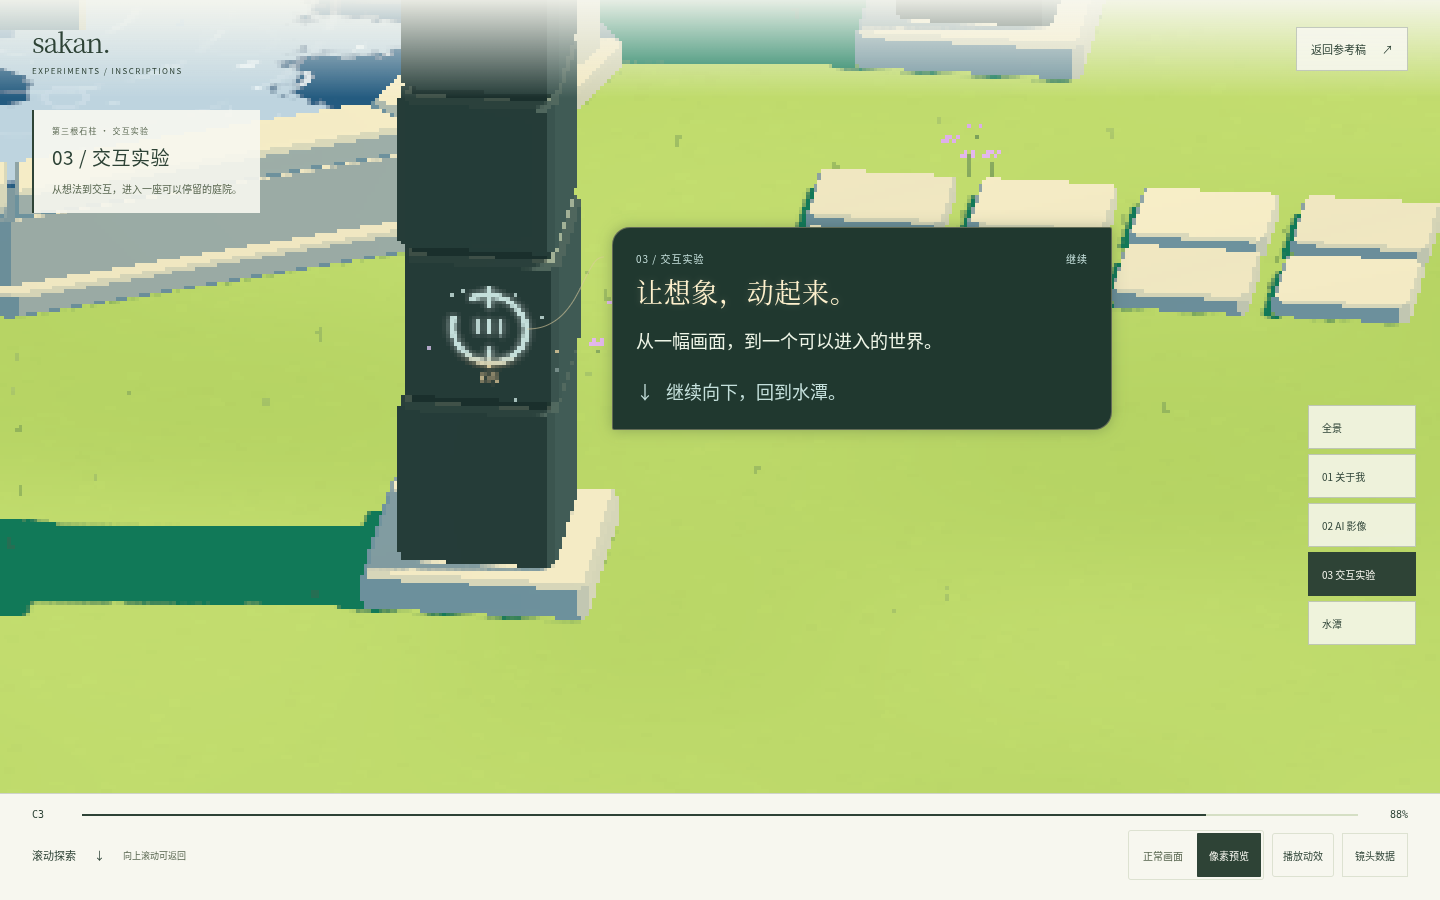 sakan.
EXPERIMENTS / INSCRIPTIONS
返回参考稿 ↗
第三根石柱 · 交互实验
03 / 交互实验
从想法到交互，进入一座可以停留的庭院。
03 / 交互实验
继续
让想象，动起来。
从一幅画面，到一个可以进入的世界。
↓ 继续向下，回到水潭。
全景
01 关于我
02 AI 影像
03 交互实验
水潭
C3
88%
滚动探索 ↓ 向上滚动可返回
正常画面
像素预览
播放动效
镜头数据